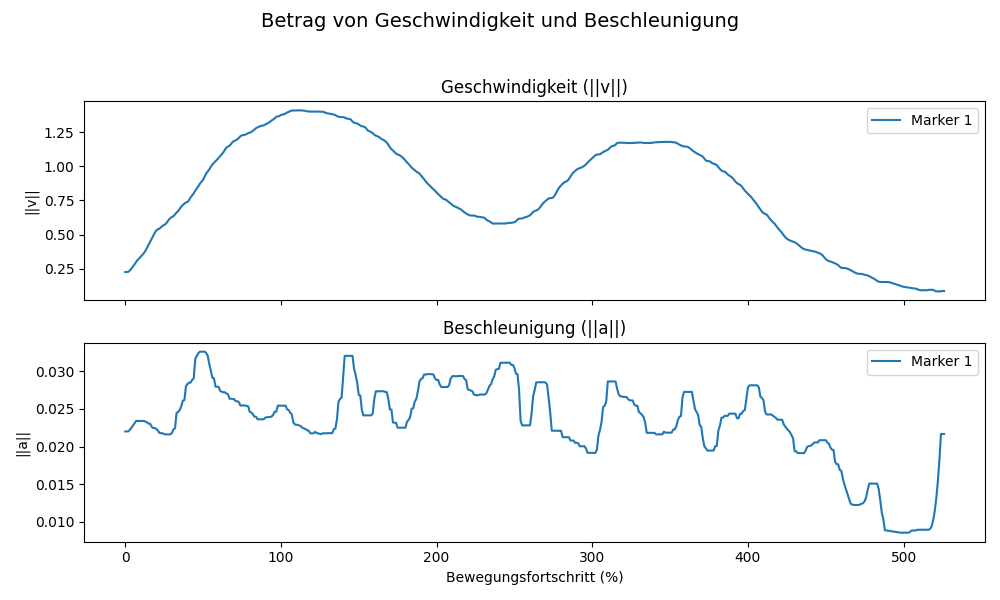 Betrag von Geschwindigkeit und Beschleunigung
Geschwindigkeit (||v||)
Marker 1
||v||
1.25
1.00
0.75
0.50
0.25
Beschleunigung (||a||)
Marker 1
||a||
0.030
0.025
0.020
0.015
0.010
0 100 200 300 400 500
Bewegungsfortschritt (%)